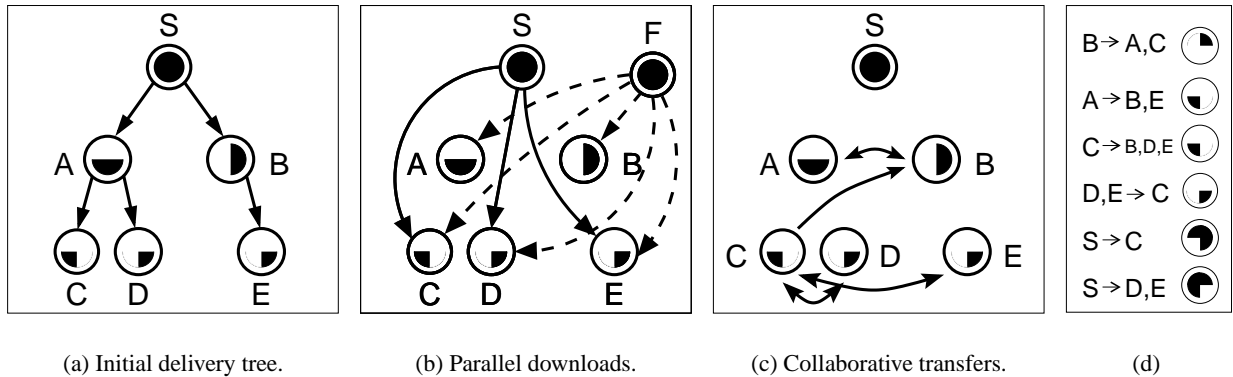 S
A
B
C D E
(a) Initial delivery tree.
S F
A B
C D E
(b) Parallel downloads.
S
A B
C D E
(c) Collaborative transfers.
B→ A,C
A→ B,E
C→ B,D,E
D,E→ C
S→ C
S→ D,E
(d)